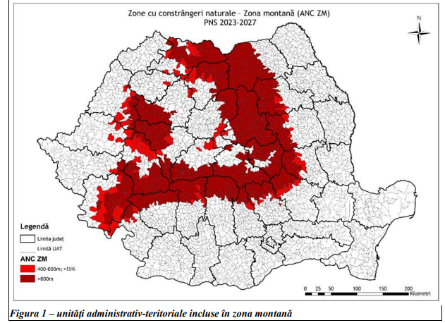 Zone cu constrângeri naturale - Zona montană (ANC ZM)
PNS 2023-2027
N
Legendă
Limita județ
Limită UAT
ANC ZM
400-600m; >15%
>600m
0 25 50 100 150 200
Kilometri
Figura 1 – unități administrativ-teritoriale incluse în zona montană